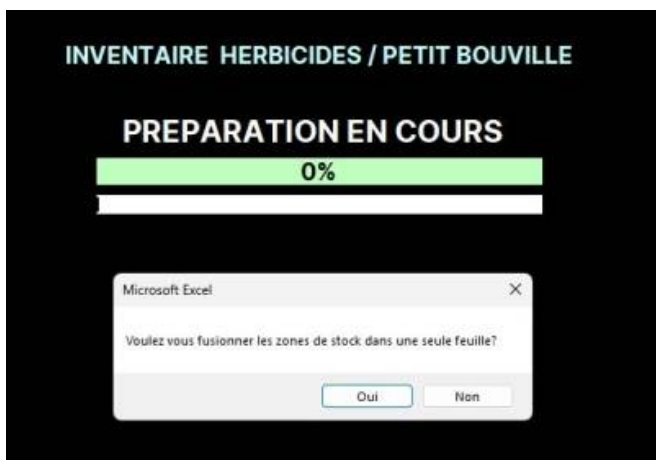 INVENTAIRE HERBICIDES / PETIT BOUVILLE
PREPARATION EN COURS
0%
Microsoft Excel
Voulez vous fusionner les zones de stock dans une seule feuille?
Oui Non